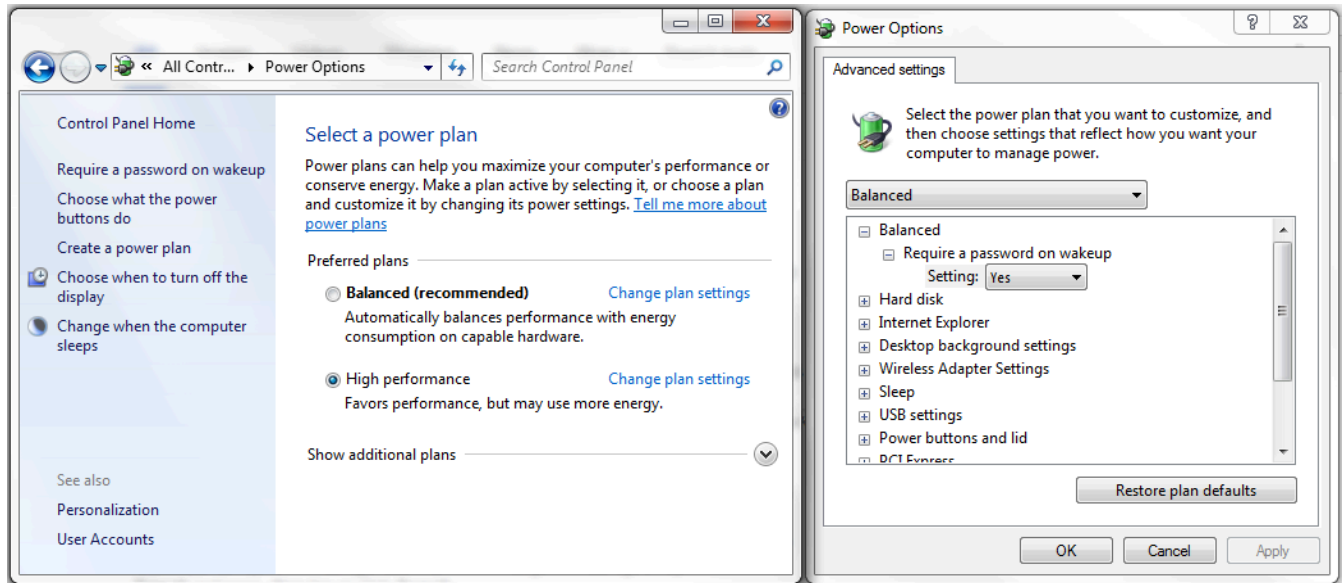 « All Contr... ▸ Power Options
Search Control Panel
Control Panel Home
Require a password on wakeup
Choose what the power
buttons do
Create a power plan
Choose when to turn off the
display
Change when the computer
sleeps
See also
Personalization
User Accounts
Select a power plan
Power plans can help you maximize your computer's performance or
conserve energy. Make a plan active by selecting it, or choose a plan
and customize it by changing its power settings. Tell me more about
power plans
Preferred plans
Balanced (recommended) Change plan settings
Automatically balances performance with energy
consumption on capable hardware.
High performance Change plan settings
Favors performance, but may use more energy.
Show additional plans
Power Options
Advanced settings
Select the power plan that you want to customize, and
then choose settings that reflect how you want your
computer to manage power.
Balanced
Balanced
Require a password on wakeup
Setting: Yes
Hard disk
Internet Explorer
Desktop background settings
Wireless Adapter Settings
Sleep
USB settings
Power buttons and lid
PCI Express
Restore plan defaults
OK Cancel Apply